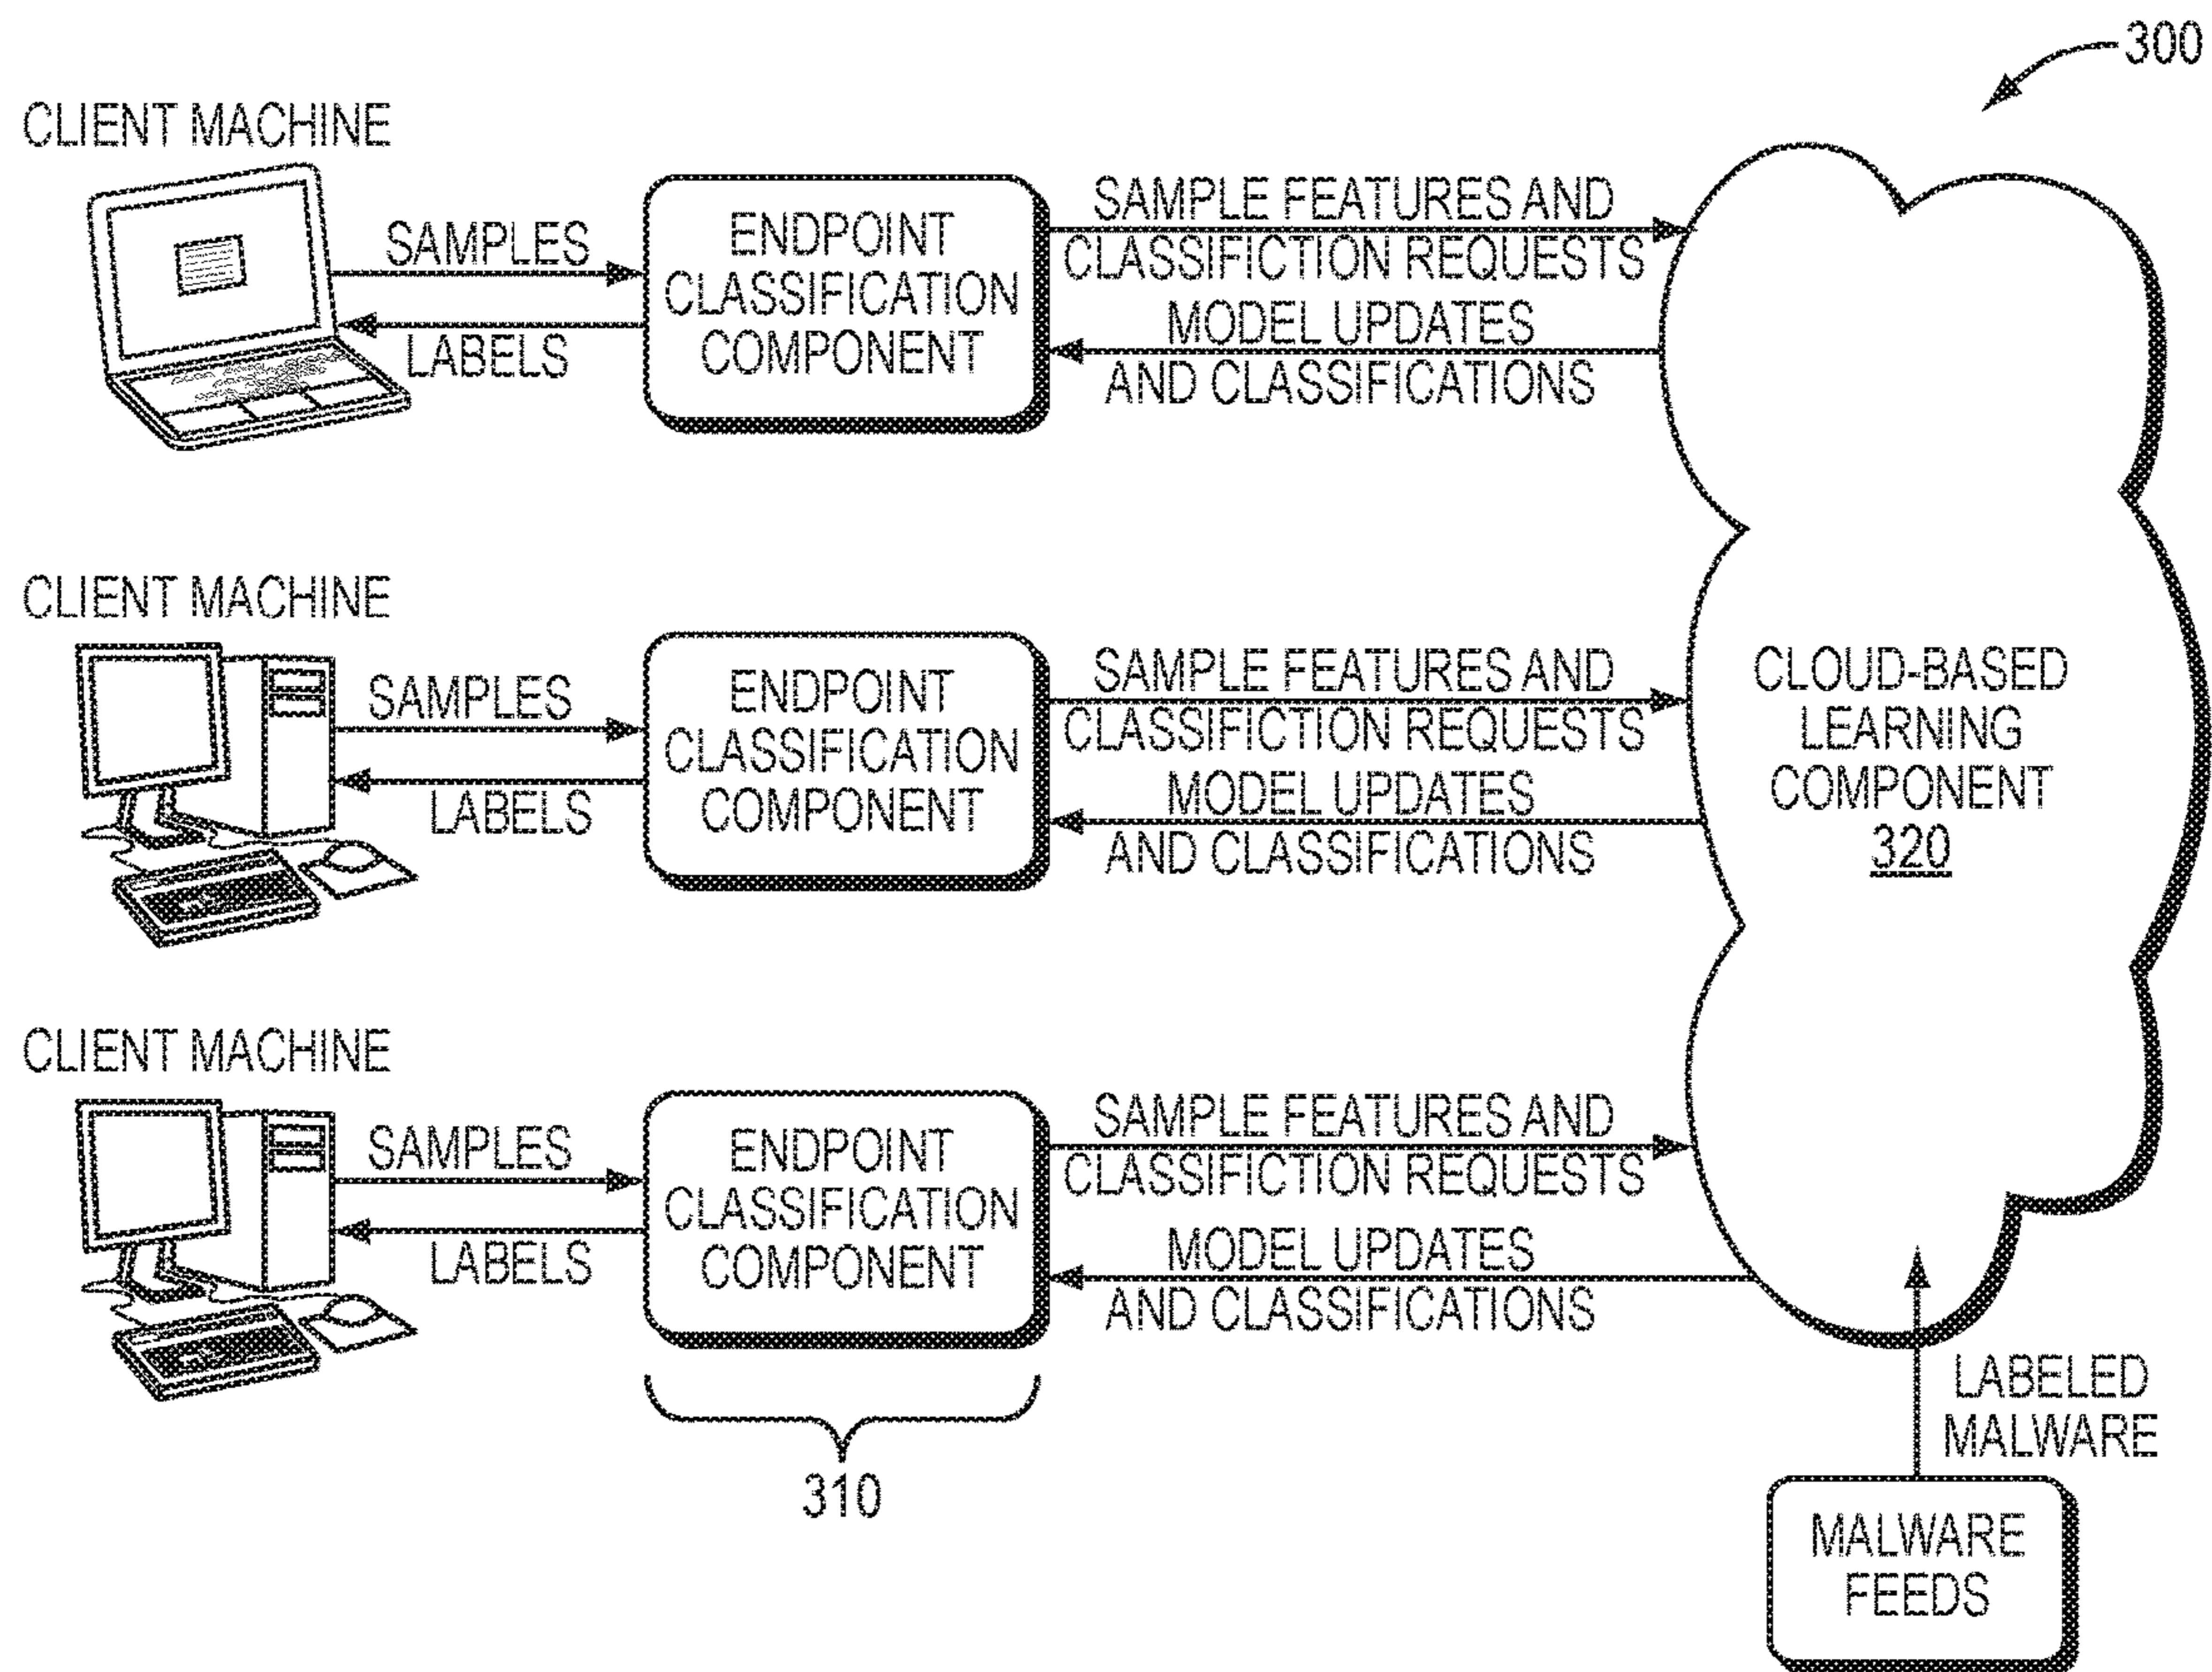 300
CLIENT MACHINE
SAMPLES
LABELS
ENDPOINT
CLASSIFICATION
COMPONENT
SAMPLE FEATURES AND
CLASSIFICTION REQUESTS
MODEL UPDATES
AND CLASSIFICATIONS
CLIENT MACHINE
SAMPLES
LABELS
ENDPOINT
CLASSIFICATION
COMPONENT
SAMPLE FEATURES AND
CLASSIFICTION REQUESTS
MODEL UPDATES
AND CLASSIFICATIONS
CLOUD-BASED
LEARNING
COMPONENT
320
CLIENT MACHINE
SAMPLES
LABELS
ENDPOINT
CLASSIFICATION
COMPONENT
SAMPLE FEATURES AND
CLASSIFICTION REQUESTS
MODEL UPDATES
AND CLASSIFICATIONS
310
LABELED
MALWARE
MALWARE
FEEDS